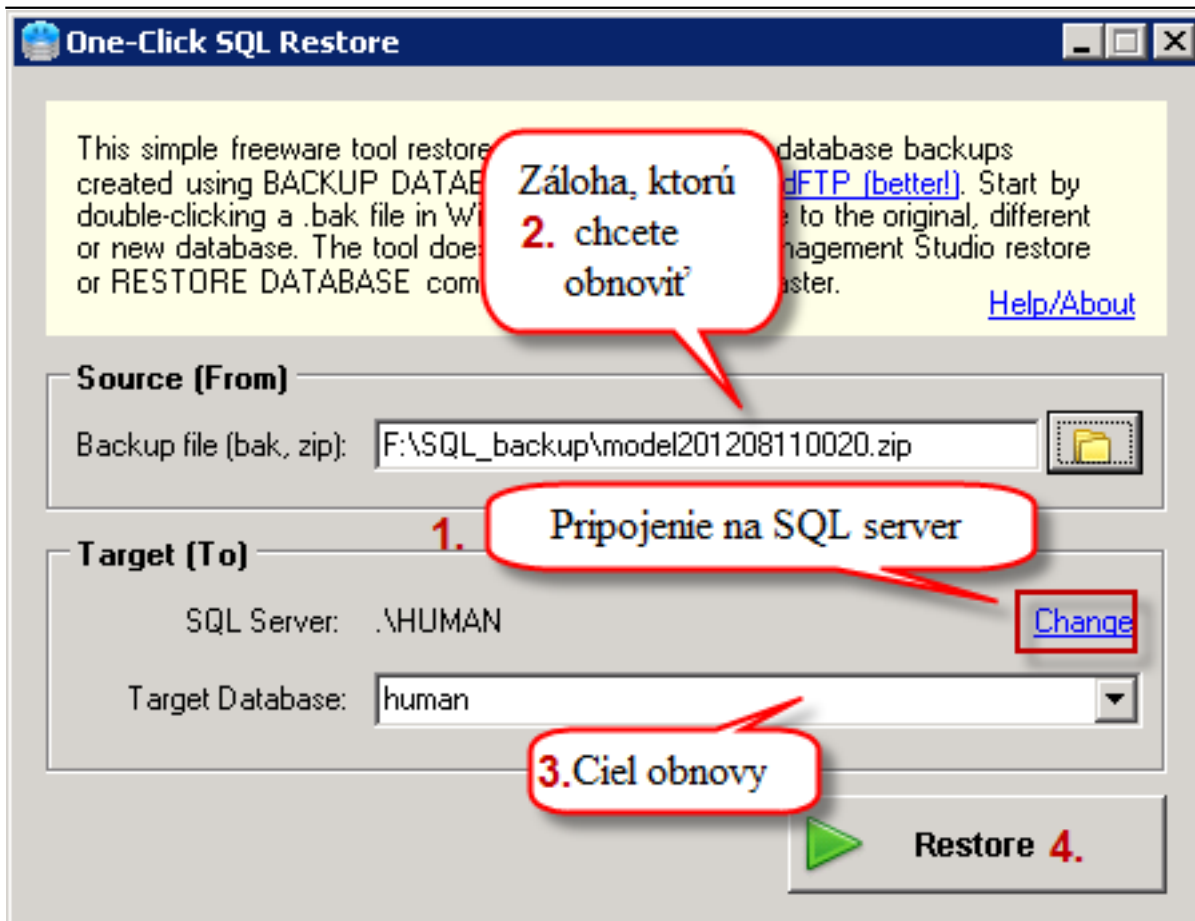 One-Click SQL Restore
This simple freeware tool restore database backups
created using BACKUP DATAB dFTP (better!). Start by
double-clicking a .bak file in Wi e to the original, different
or new database. The tool does nagement Studio restore
or RESTORE DATABASE com aster.
Help/About
Záloha, ktorú
2. chcete
obnoviť
Source (From)
Backup file (bak, zip): F:\SQL_backup\model201208110020.zip
1. Pripojenie na SQL server
Target (To)
SQL Server: .\HUMAN Change
Target Database: human
3. Ciel obnovy
Restore 4.